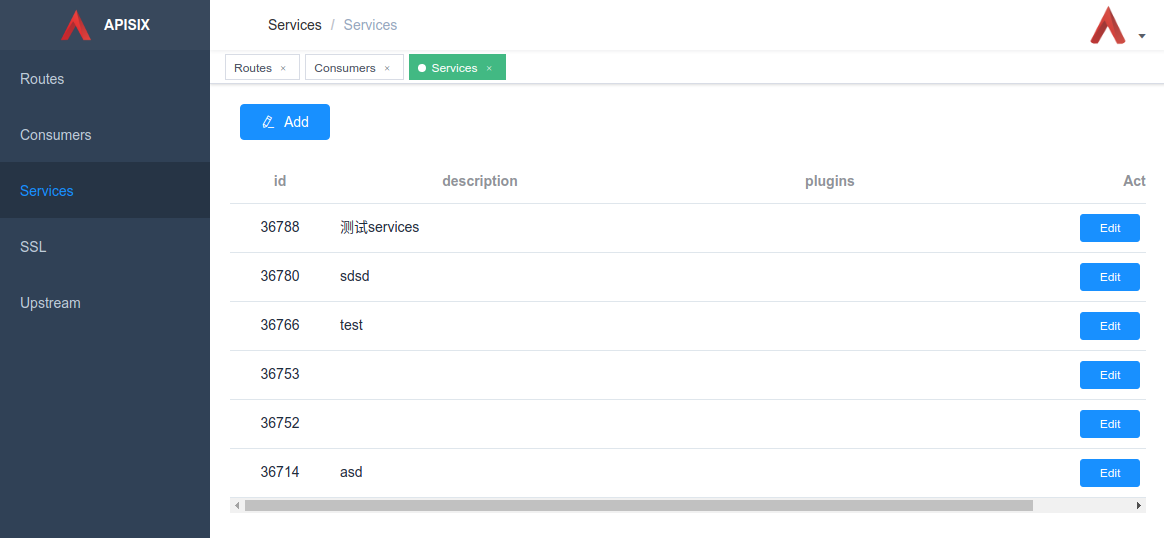 APISIX
Services / Services
Routes ×
Consumers ×
Services ×
Routes
Consumers
Services
SSL
Upstream
Add
id description plugins Act
36788 测试services Edit
36780 sdsd Edit
36766 test Edit
36753 Edit
36752 Edit
36714 asd Edit